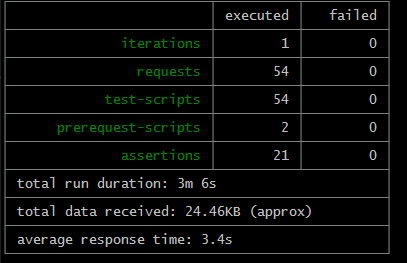 executed failed
iterations 1 0
requests 54 0
test-scripts 54 0
prerequest-scripts 2 0
assertions 21 0
total run duration: 3m 6s
total data received: 24.46KB (approx)
average response time: 3.4s